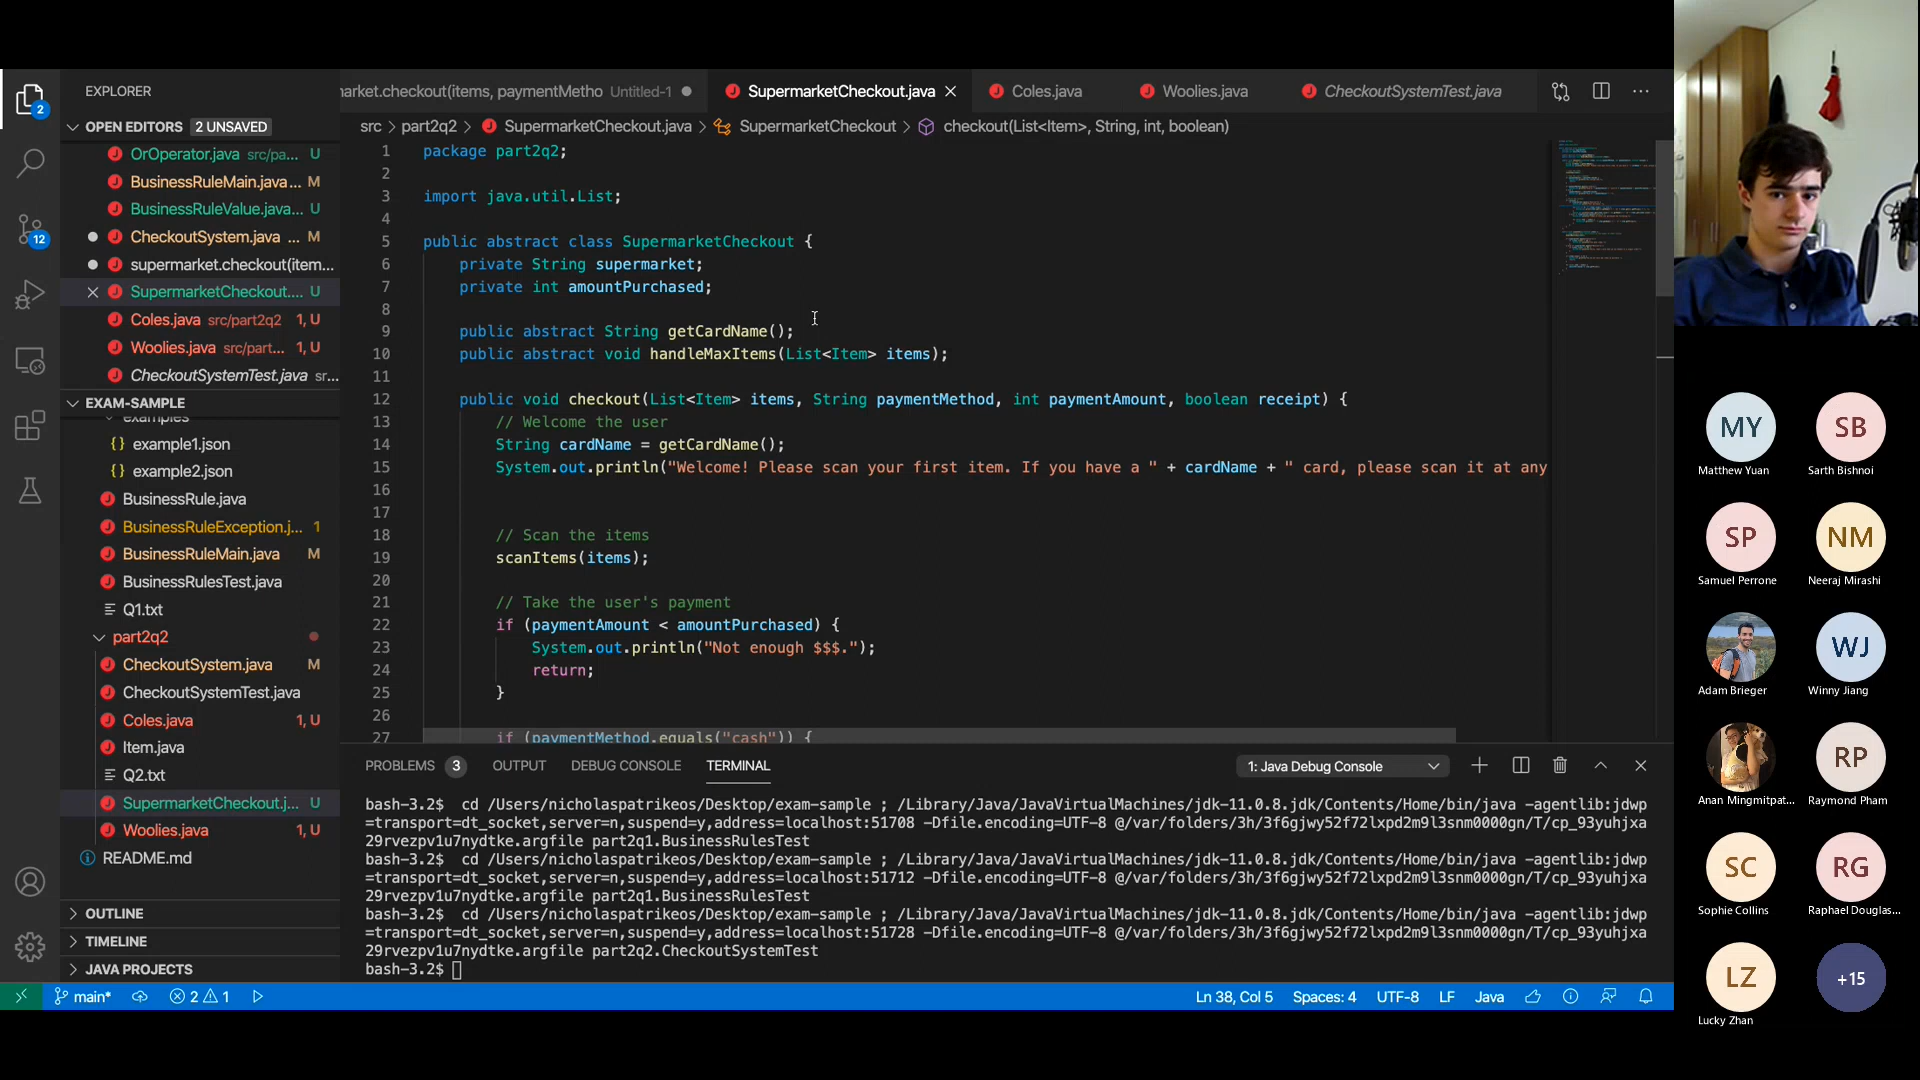 EXPLORER
OPEN EDITORS 2 UNSAVED
OrOperator.java src/pa... U
BusinessRuleMain.java... M
BusinessRuleValue.java... U
CheckoutSystem.java ... M
supermarket.checkout(item...
SupermarketCheckout.... U
Coles.java src/part2q2 1, U
Woolies.java src/part... 1, U
CheckoutSystemTest.java sr...
EXAM-SAMPLE
examples
{} example1.json
{} example2.json
BusinessRule.java
BusinessRuleException.j... 1
BusinessRuleMain.java M
BusinessRulesTest.java
Q1.txt
part2q2
CheckoutSystem.java M
CheckoutSystemTest.java
Coles.java 1, U
Item.java
Q2.txt
SupermarketCheckout.j... U
Woolies.java 1, U
README.md
OUTLINE
TIMELINE
JAVA PROJECTS
2
12
market.checkout(items, paymentMetho Untitled-1
SupermarketCheckout.java
Coles.java
Woolies.java
CheckoutSystemTest.java
src > part2q2 > SupermarketCheckout.java > SupermarketCheckout > checkout(List<Item>, String, int, boolean)
1 package part2q2;
2
3 import java.util.List;
4
5 public abstract class SupermarketCheckout {
6 private String supermarket;
7 private int amountPurchased;
8
9 public abstract String getCardName();
10 public abstract void handleMaxItems(List<Item> items);
11
12 public void checkout(List<Item> items, String paymentMethod, int paymentAmount, boolean receipt) {
13 // Welcome the user
14 String cardName = getCardName();
15 System.out.println("Welcome! Please scan your first item. If you have a " + cardName + " card, please scan it at any
16
17
18 // Scan the items
19 scanItems(items);
20
21 // Take the user's payment
22 if (paymentAmount < amountPurchased) {
23 System.out.println("Not enough $$$.");
24 return;
25 }
26
27 if (paymentMethod.equals("cash")) {
PROBLEMS 3 OUTPUT DEBUG CONSOLE TERMINAL 1: Java Debug Console
bash-3.2$ cd /Users/nicholaspatrikeos/Desktop/exam-sample ; /Library/Java/JavaVirtualMachines/jdk-11.0.8.jdk/Contents/Home/bin/java -agentlib:jdwp
=transport=dt_socket,server=n,suspend=y,address=localhost:51708 -Dfile.encoding=UTF-8 @/var/folders/3h/3f6gjwy52f72lxpd2m9l3snm0000gn/T/cp_93yuhjxa
29rvezpv1u7nydtke.argfile part2q1.BusinessRulesTest
bash-3.2$ cd /Users/nicholaspatrikeos/Desktop/exam-sample ; /Library/Java/JavaVirtualMachines/jdk-11.0.8.jdk/Contents/Home/bin/java -agentlib:jdwp
=transport=dt_socket,server=n,suspend=y,address=localhost:51712 -Dfile.encoding=UTF-8 @/var/folders/3h/3f6gjwy52f72lxpd2m9l3snm0000gn/T/cp_93yuhjxa
29rvezpv1u7nydtke.argfile part2q1.BusinessRulesTest
bash-3.2$ cd /Users/nicholaspatrikeos/Desktop/exam-sample ; /Library/Java/JavaVirtualMachines/jdk-11.0.8.jdk/Contents/Home/bin/java -agentlib:jdwp
=transport=dt_socket,server=n,suspend=y,address=localhost:51728 -Dfile.encoding=UTF-8 @/var/folders/3h/3f6gjwy52f72lxpd2m9l3snm0000gn/T/cp_93yuhjxa
29rvezpv1u7nydtke.argfile part2q2.CheckoutSystemTest
bash-3.2$
main* 2 1 Ln 38, Col 5 Spaces: 4 UTF-8 LF Java
MY SB
Matthew Yuan Sarth Bishnoi
SP NM
Samuel Perrone Neeraj Mirashi
WJ
Adam Brieger Winny Jiang
RP
Anan Mingmitpat... Raymond Pham
SC RG
Sophie Collins Raphael Douglas...
LZ +15
Lucky Zhan